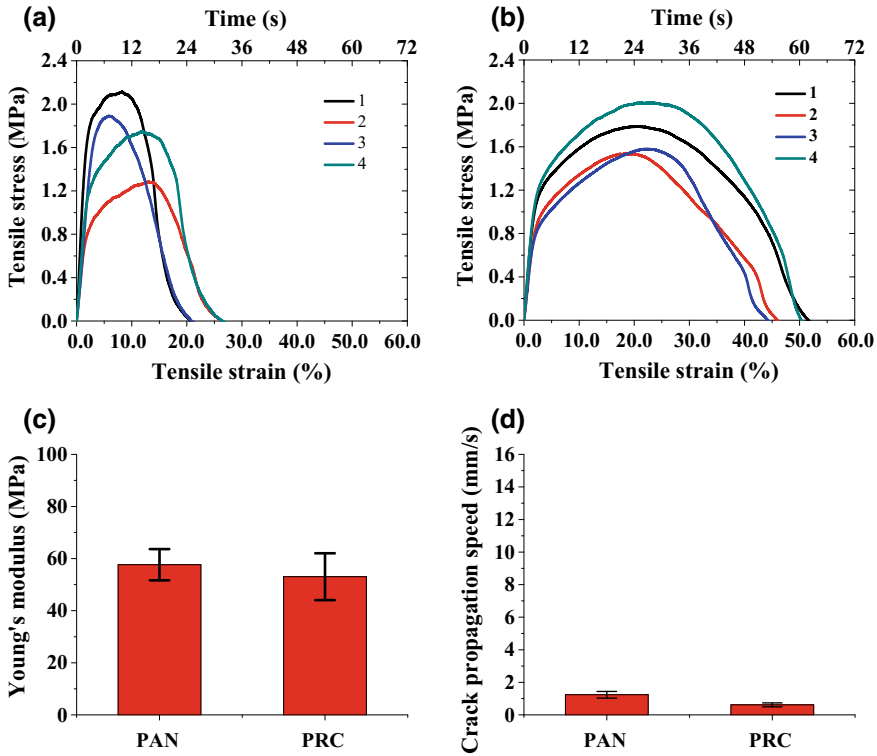 (a)
Time (s)
0 12 24 36 48 60 72
2.4
2.0
1.6
1.2
0.8
0.4
0.0
Tensile stress (MPa)
1
2
3
4
0.0 10.0 20.0 30.0 40.0 50.0 60.0
Tensile strain (%)
(b)
Time (s)
0 12 24 36 48 60 72
2.4
2.0
1.6
1.2
0.8
0.4
0.0
Tensile stress (MPa)
1
2
3
4
0.0 10.0 20.0 30.0 40.0 50.0 60.0
Tensile strain (%)
(c)
100
80
60
40
20
0
Young's modulus (MPa)
PAN PRC
(d)
16
14
12
10
8
6
4
2
0
Crack propagation speed (mm/s)
PAN PRC